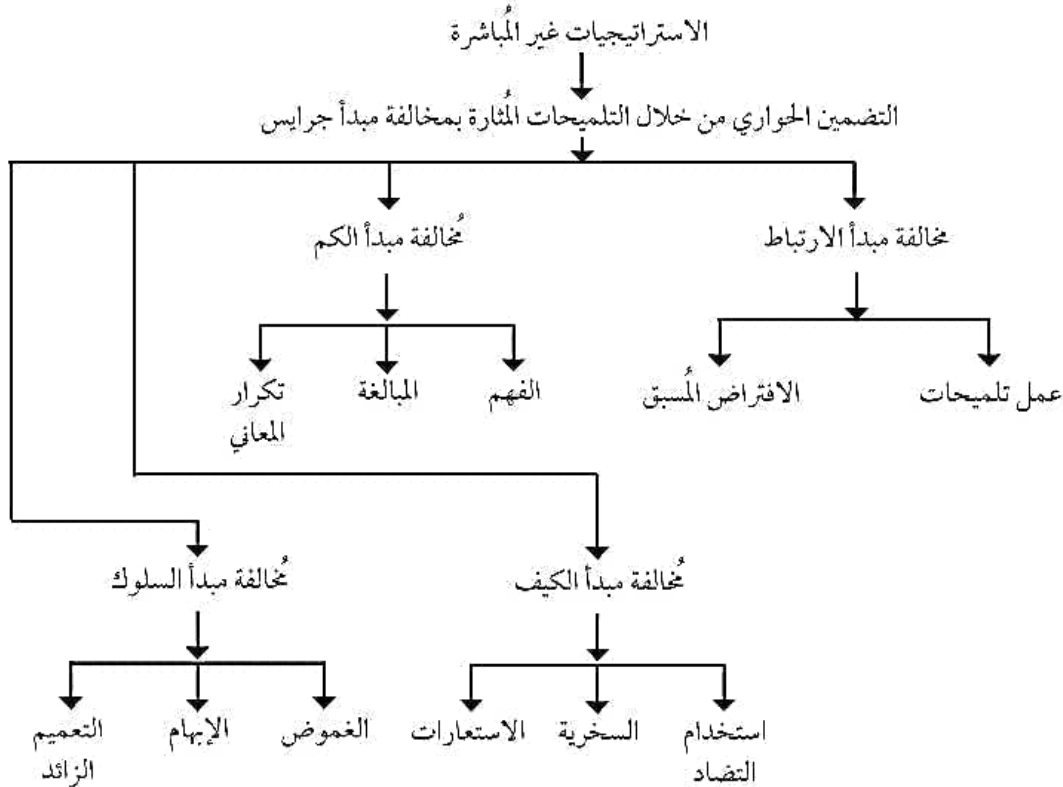 الاستراتيجيات غير المُباشرة
التضمين الحواري من خلال التلميحات المُثارة بمخالفة مبدأ جرايس
مخالفة مبدأ الارتباط
مُخالفة مبدأ الكم
عمل تلميحات
الافتراض المُسبق
الفهم
المبالغة
تكرار
المعاني
مُخالفة مبدأ الكيف
مُخالفة مبدأ السلوك
استخدام
التضاد
السخرية
الاستعارات
الغموض
الإبهام
التعميم
الزائد